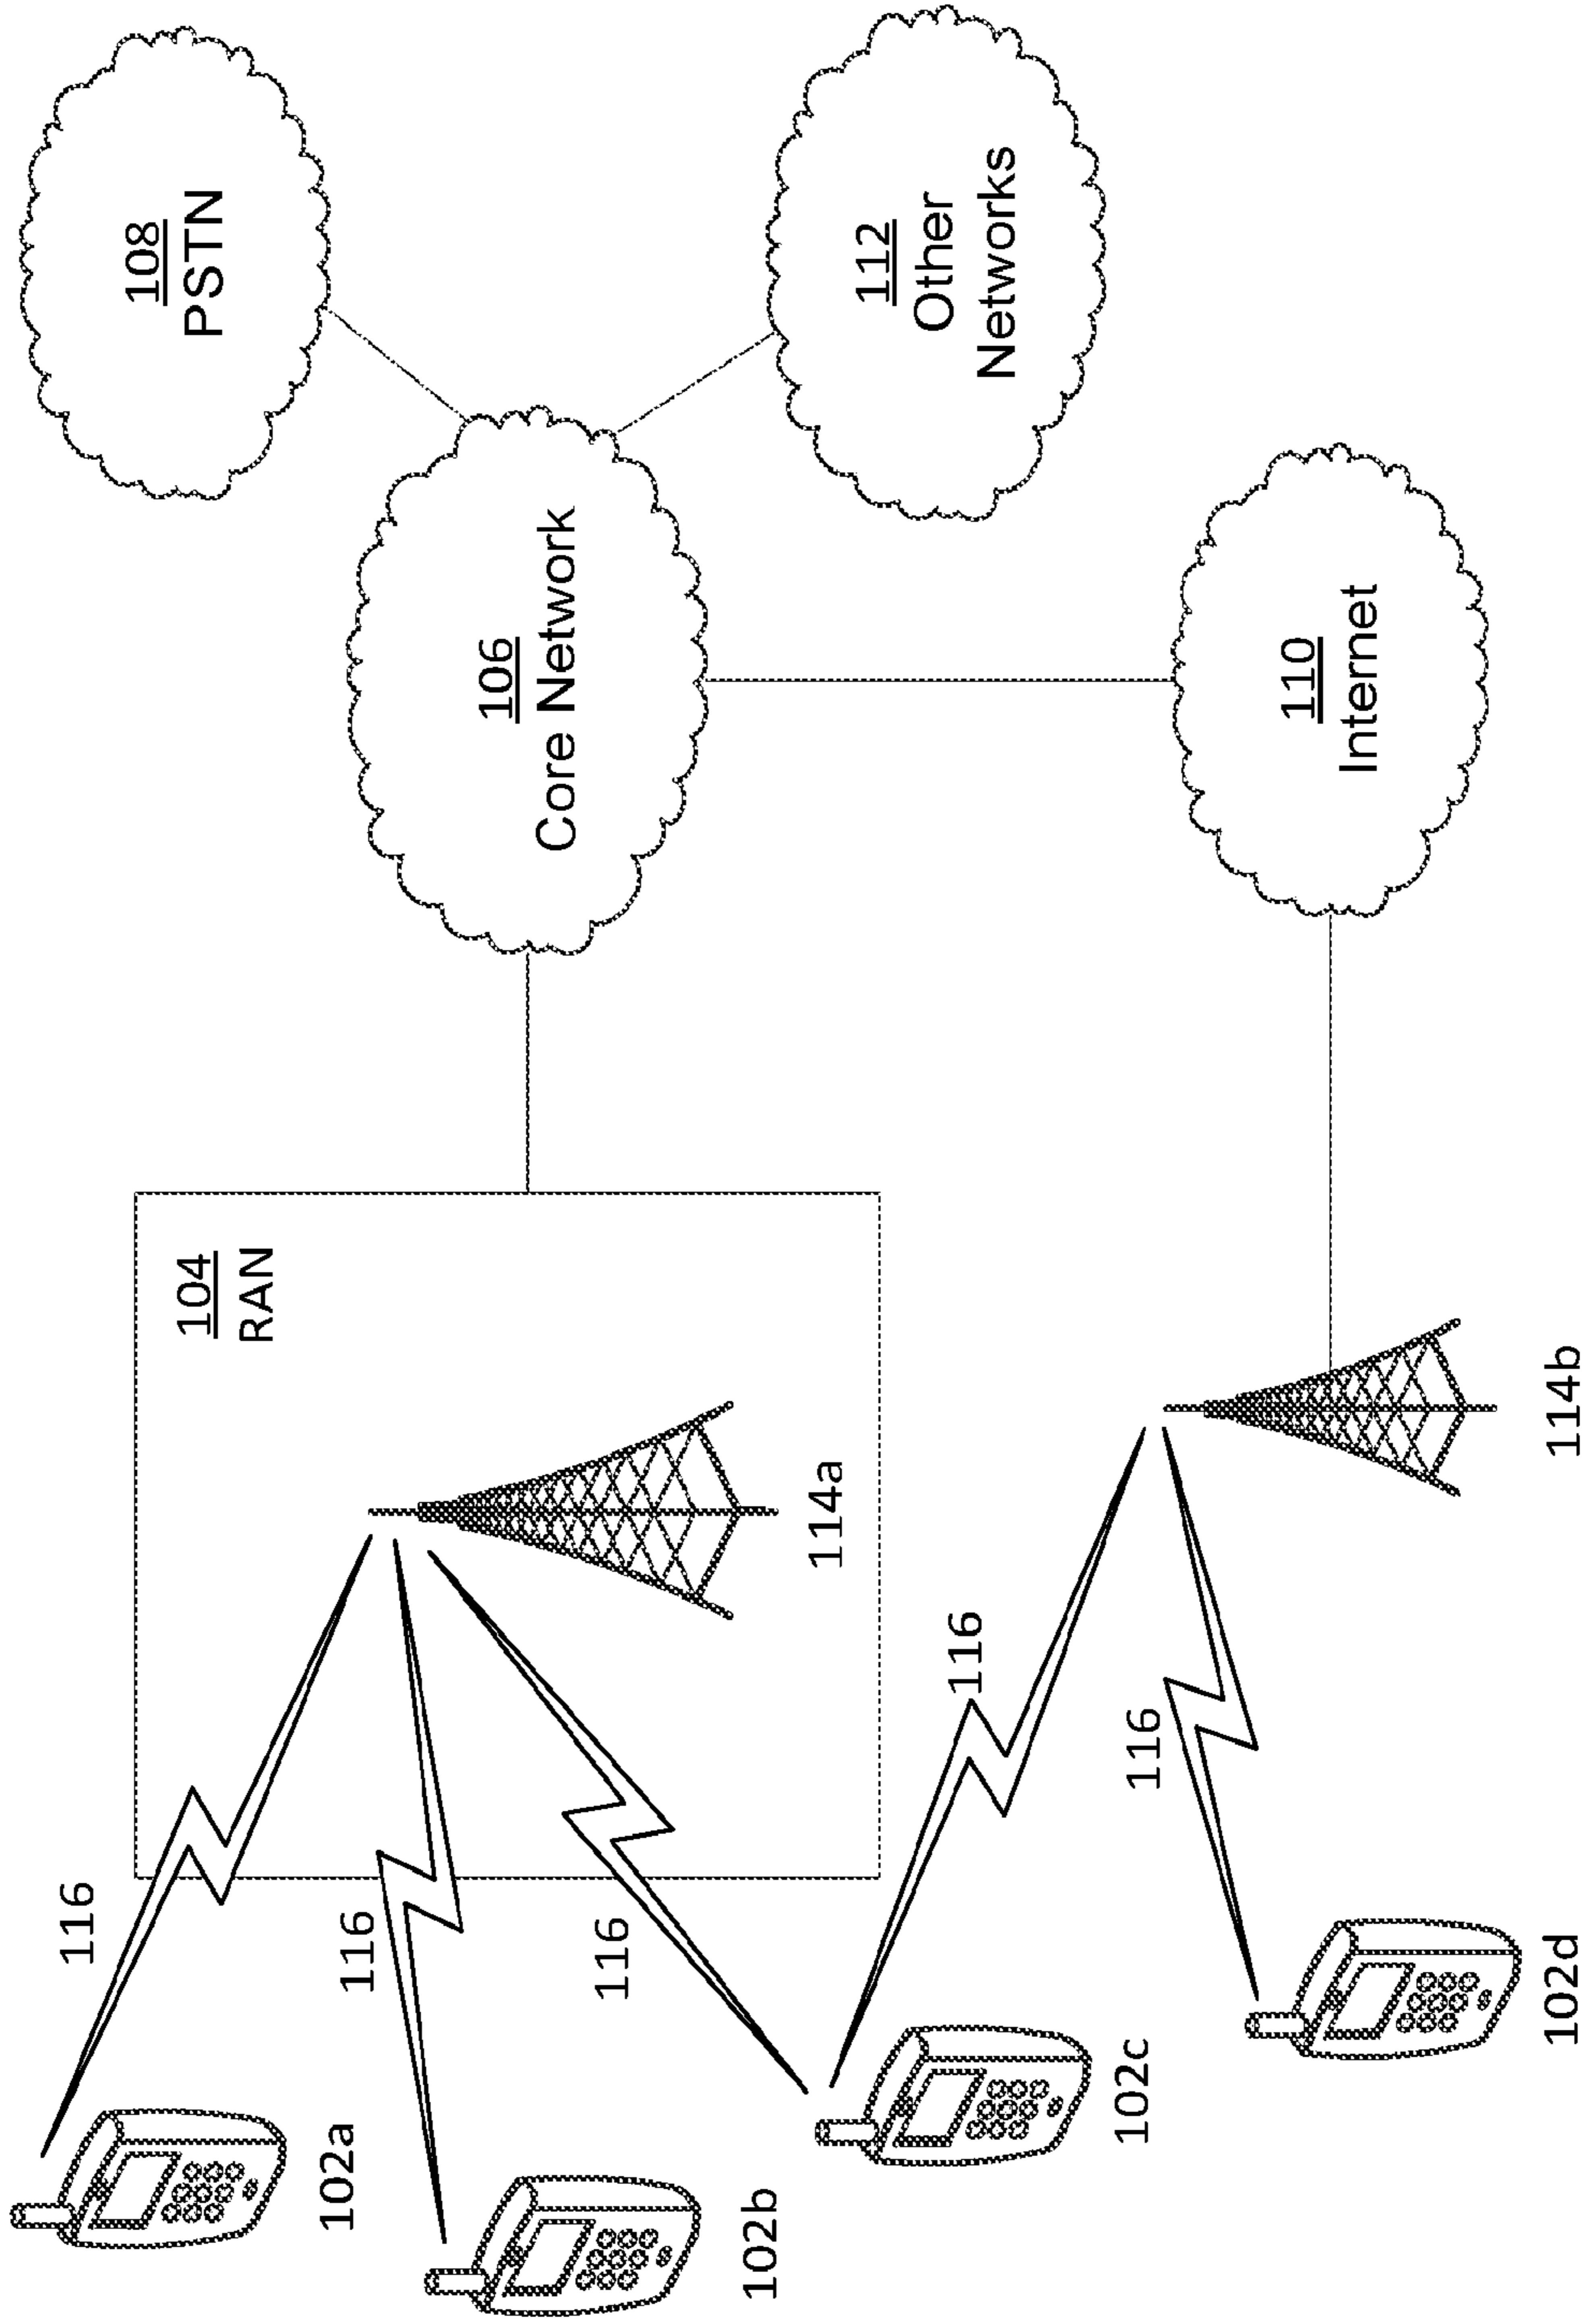 116
102a
116
102b
116
102c
116
116
102d
104
RAN
114a
114b
106
Core Network
108
PSTN
112
Other
Networks
110
Internet